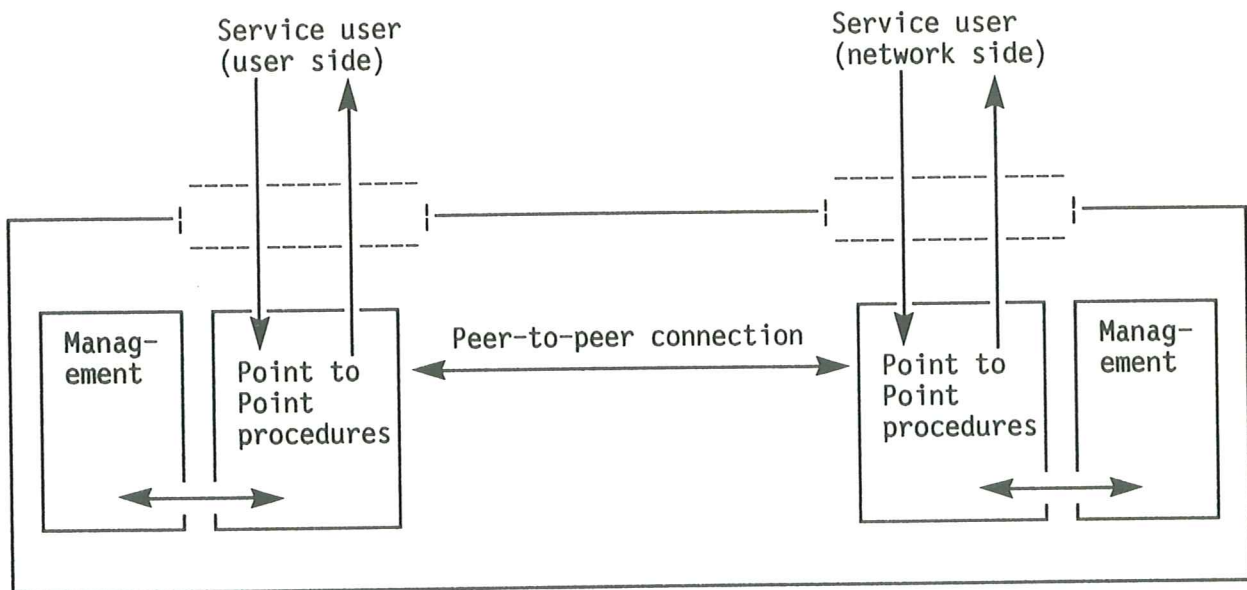 Service user
(user side)
Service user
(network side)
Manag-
ement
Point to
Point
procedures
Peer-to-peer connection
Point to
Point
procedures
Manag-
ement